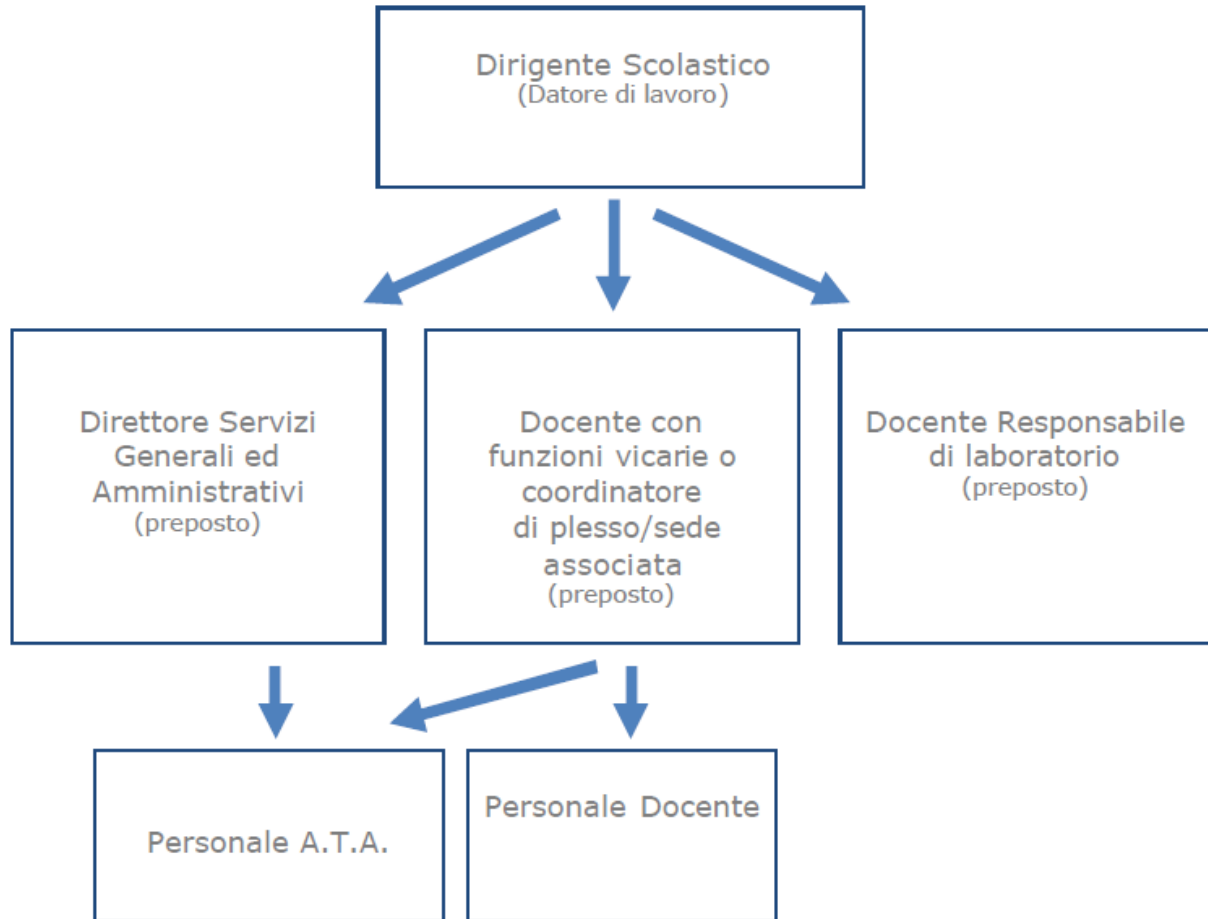 Dirigente Scolastico
(Datore di lavoro)
Direttore Servizi
Generali ed
Amministrativi
(preposto)
Docente con
funzioni vicarie o
coordinatore
di plesso/sede
associata
(preposto)
Docente Responsabile
di laboratorio
(preposto)
Personale A.T.A.
Personale Docente